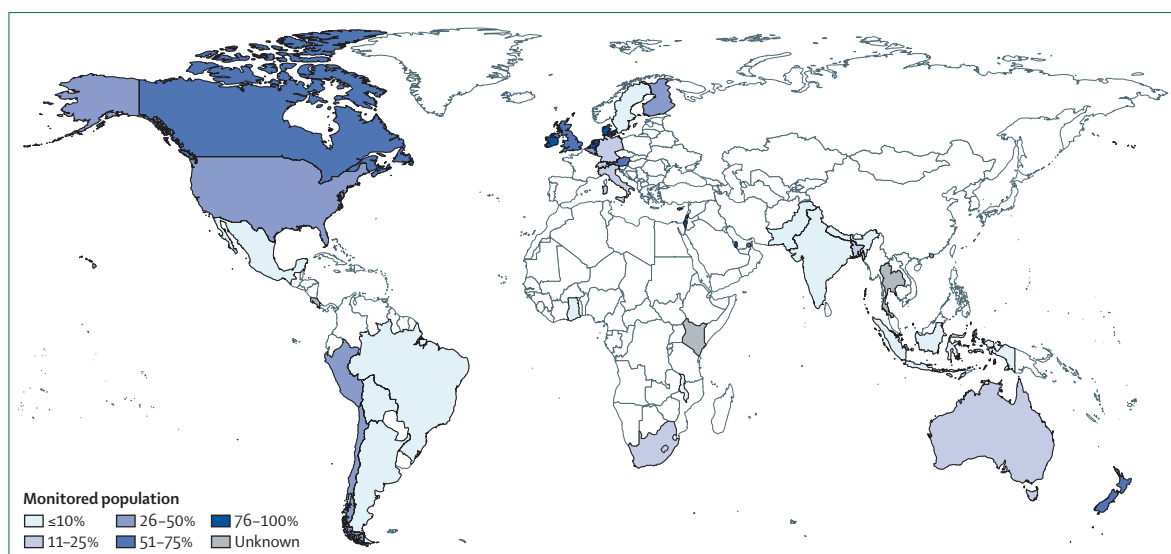 Monitored population
≤10%
26–50%
76–100%
11–25%
51–75%
Unknown